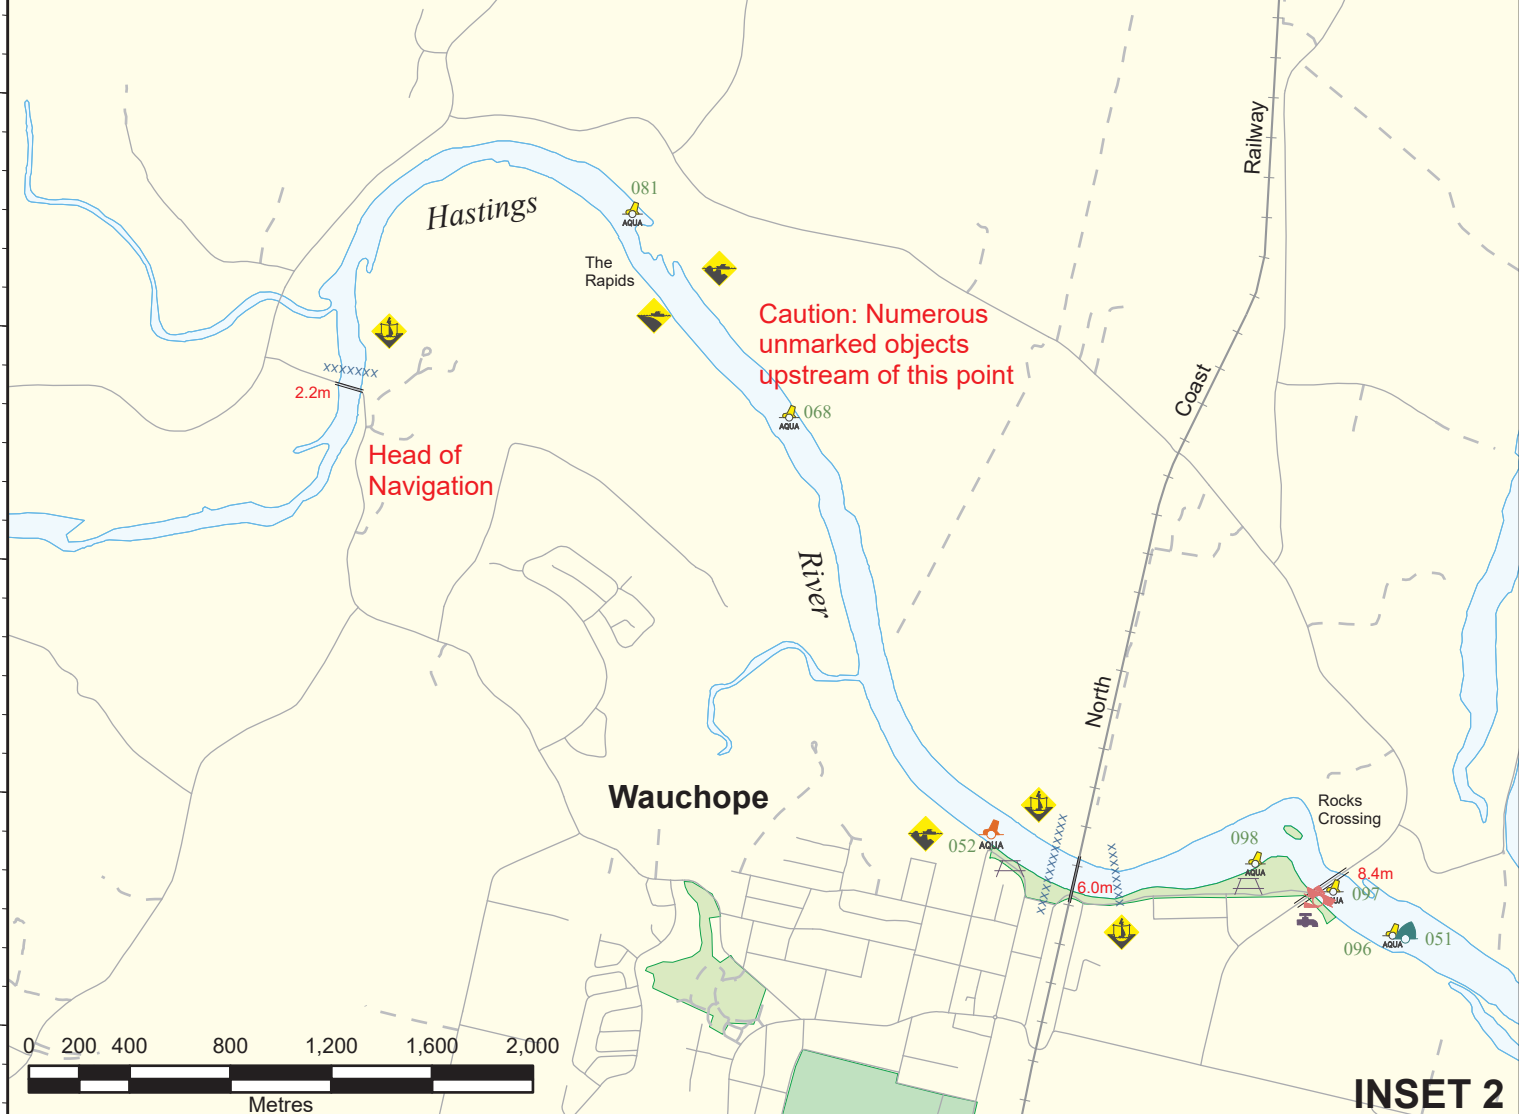 081
AQUA
Hastings
The
Rapids
Caution: Numerous
unmarked objects
upstream of this point
xxxxxxx
2.2m
068
AQUA
Head of
Navigation
River
Railway
Coast
North
Wauchope
Rocks
Crossing
052
AQUA
6.0m
098
AQUA
8.4m
097
096
AQUA
051
0 200 400 800 1,200 1,600 2,000
Metres
INSET 2